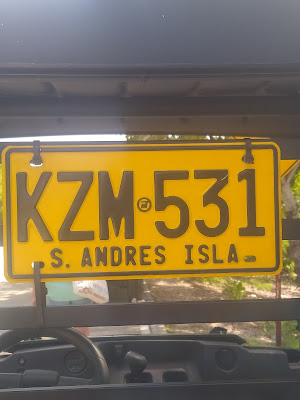 KZM 531
S. ANDRES ISLA